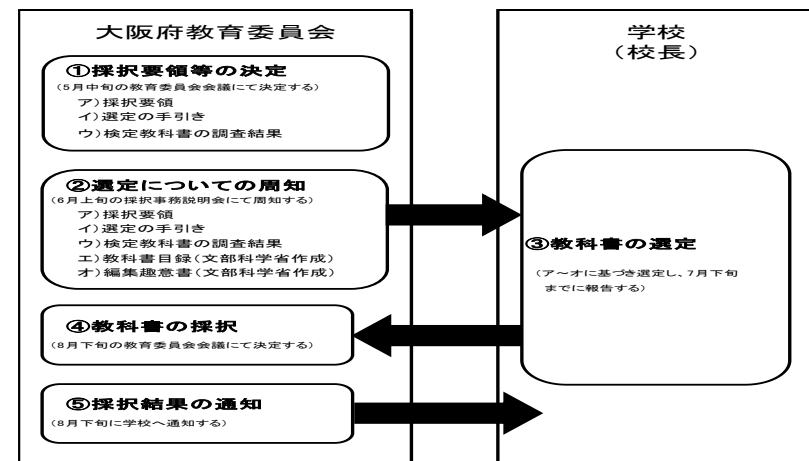 大阪府教育委員会
①採択要領等の決定
(5月中旬の教育委員会会議にて決定する)
ア)採択要領
イ)選定の手引き
ウ)検定教科書の調査結果
②選定についての周知
(6月上旬の採択事務説明会にて周知する)
ア)採択要領
イ)選定の手引き
ウ)検定教科書の調査結果
エ)教科書目録(文部科学省作成)
オ)編集趣意書(文部科学省作成)
④教科書の採択
(8月下旬の教育委員会会議にて決定する)
⑤採択結果の通知
(8月下旬に学校へ通知する)
学校
(校長)
③教科書の選定
(ア～オに基づき選定し、7月下旬
までに報告する)